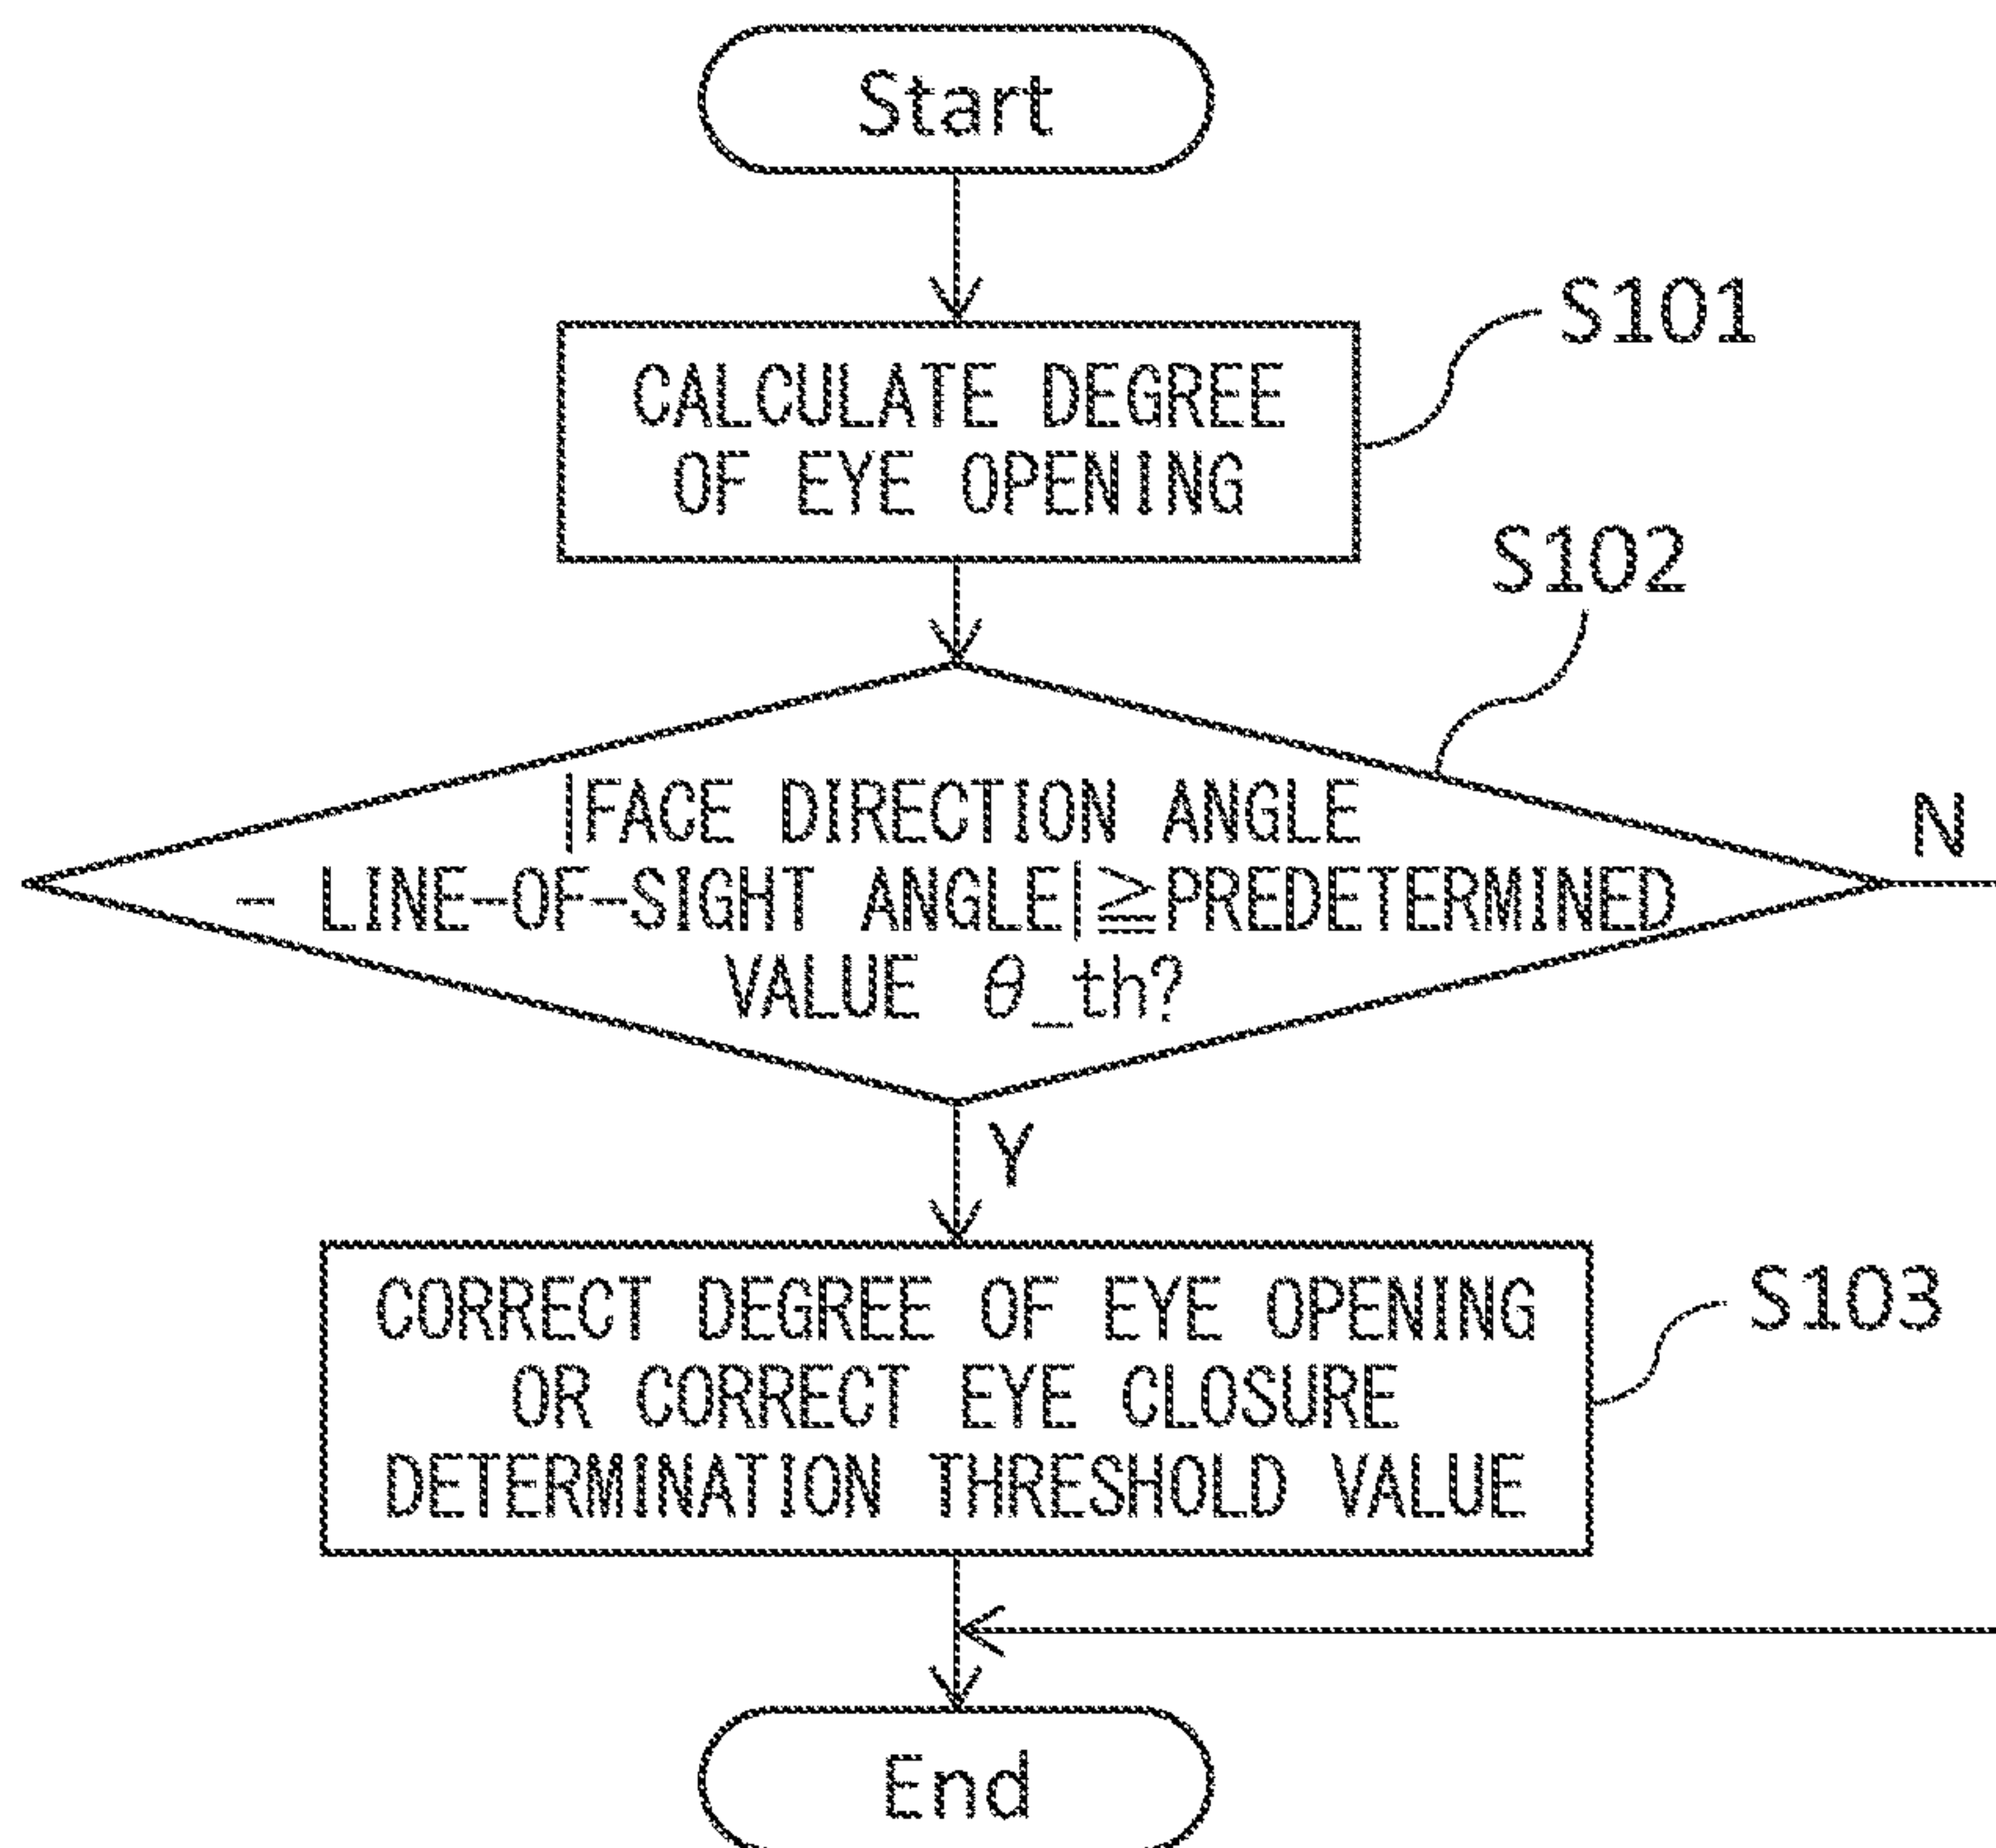 Start
S101
CALCULATE DEGREE
OF EYE OPENING
S102
|FACE DIRECTION ANGLE
- LINE-OF-SIGHT ANGLE|≧PREDETERMINED
VALUE θ_th?
N
Y
S103
CORRECT DEGREE OF EYE OPENING
OR CORRECT EYE CLOSURE
DETERMINATION THRESHOLD VALUE
End